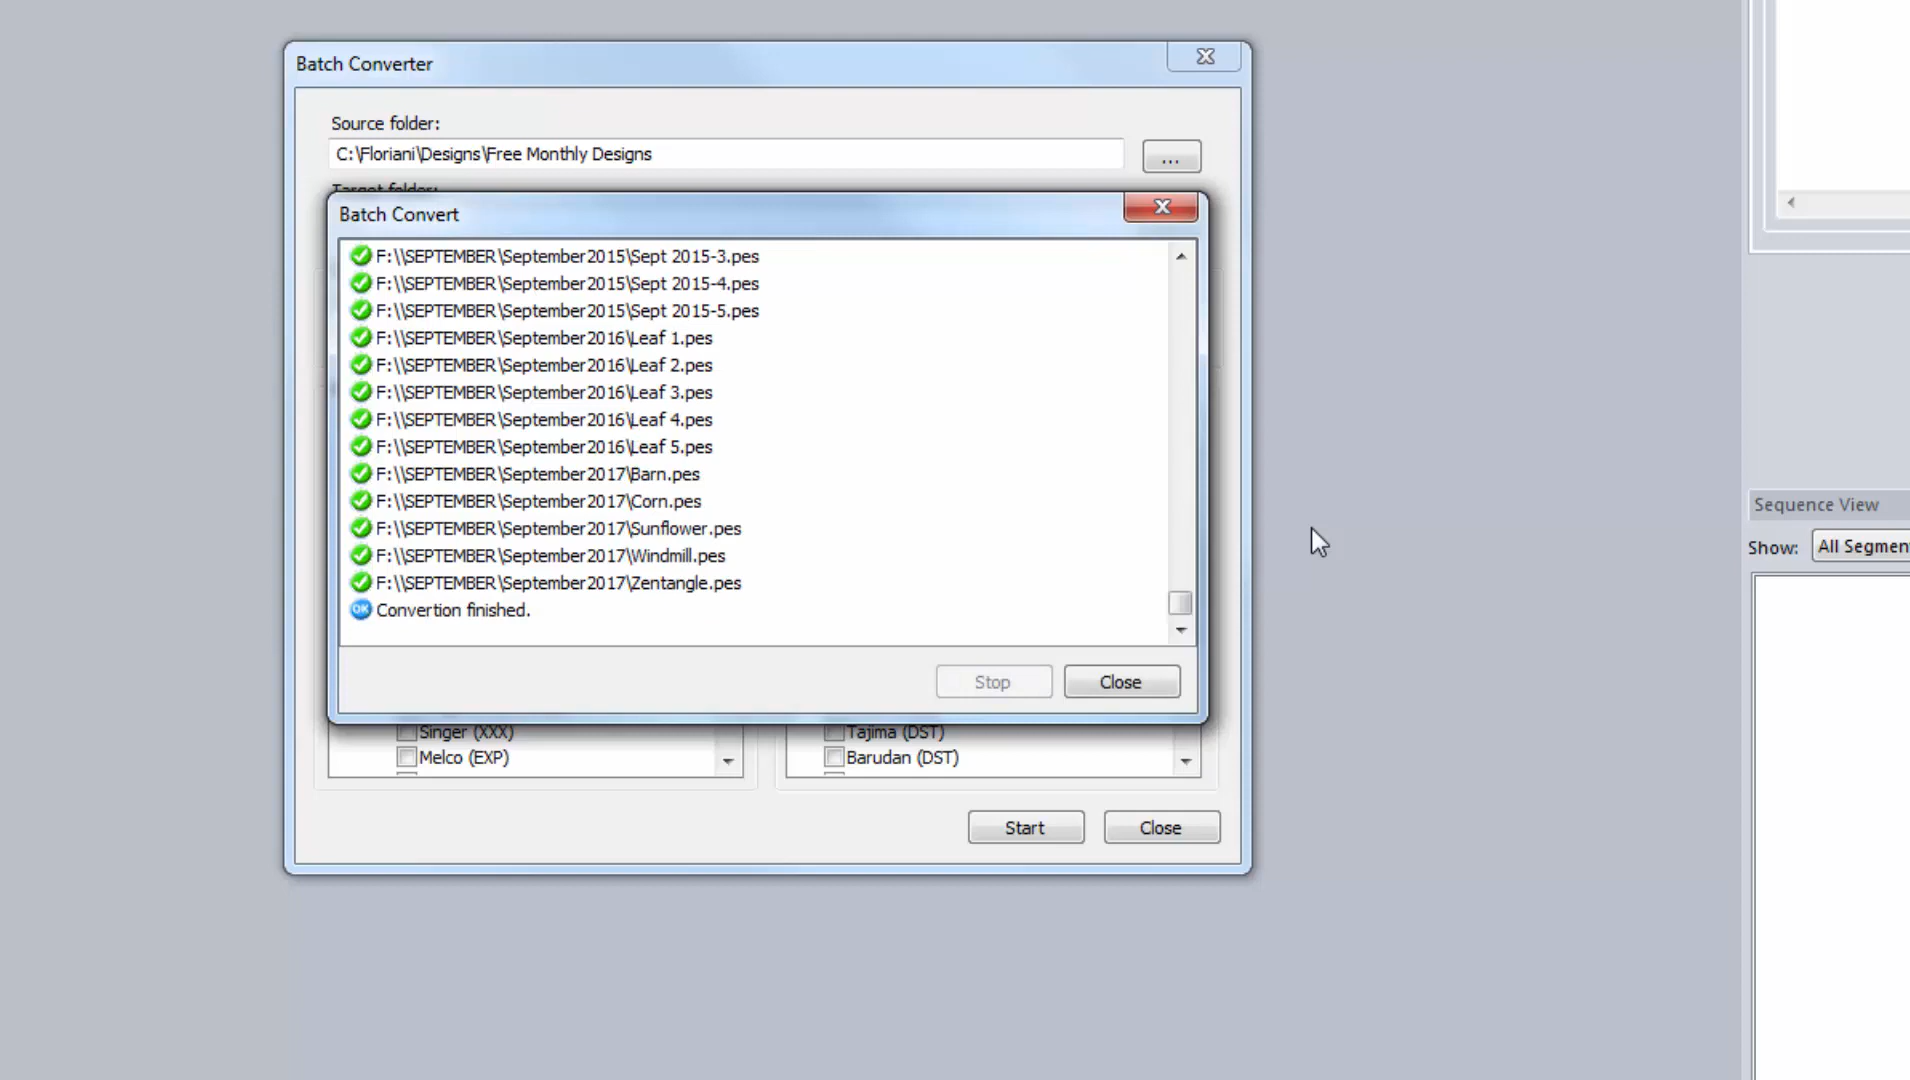 Batch Converter
Source folder:
C:\Floriani\Designs\Free Monthly Designs
...
Target folder:
Batch Convert
F:\\SEPTEMBER\September2015\Sept 2015-3.pes
F:\\SEPTEMBER\September2015\Sept 2015-4.pes
F:\\SEPTEMBER\September2015\Sept 2015-5.pes
F:\\SEPTEMBER\September2016\Leaf 1.pes
F:\\SEPTEMBER\September2016\Leaf 2.pes
F:\\SEPTEMBER\September2016\Leaf 3.pes
F:\\SEPTEMBER\September2016\Leaf 4.pes
F:\\SEPTEMBER\September2016\Leaf 5.pes
F:\\SEPTEMBER\September2017\Barn.pes
F:\\SEPTEMBER\September2017\Corn.pes
F:\\SEPTEMBER\September2017\Sunflower.pes
F:\\SEPTEMBER\September2017\Windmill.pes
F:\\SEPTEMBER\September2017\Zentangle.pes
OK Convertion finished.
Stop Close
Singer (XXX) Tajima (DST)
Melco (EXP) Barudan (DST)
Start Close
Sequence View
Show: All Segmen